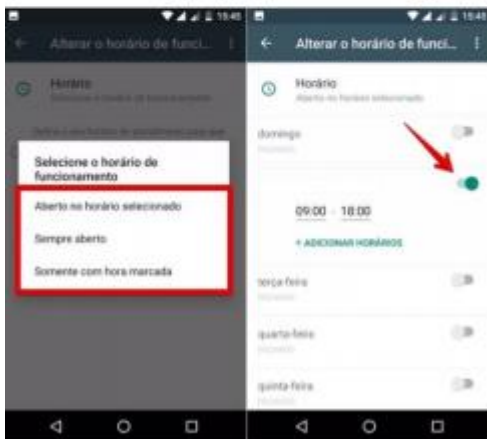 15:45
Alterar o horário de funci...
Horário
Selecione o horário de
funcionamento
Aberto no horário selecionado
Sempre aberto
Somente com hora marcada
15:45
Alterar o horário de funci...
Horário
Aberto no horário selecionado
domingo
09:00 - 18:00
+ ADICIONAR HORÁRIOS
terça-feira
quarta-feira
quinta-feira